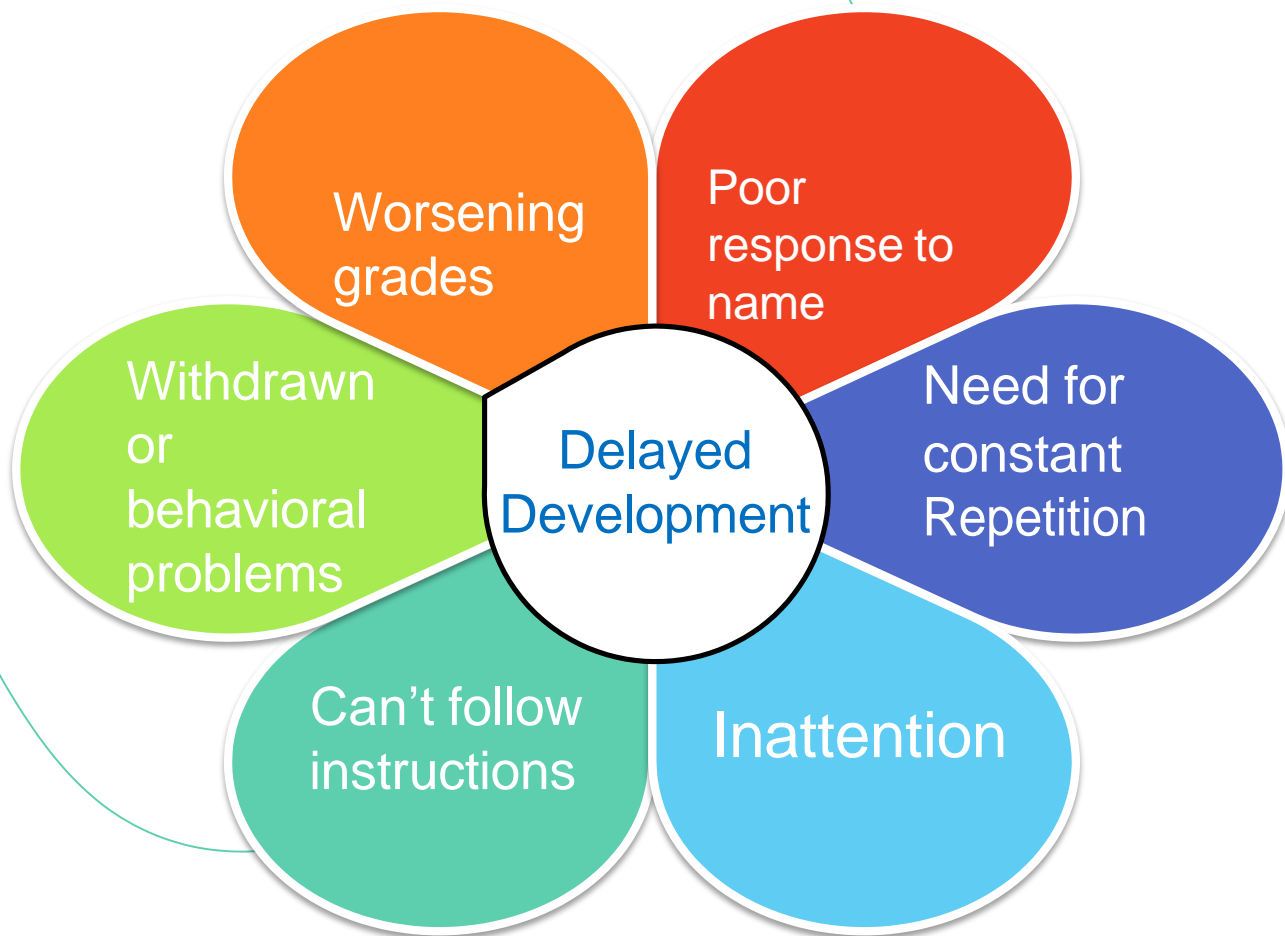 Worsening
grades
Poor
response to
name
Withdrawn
or
behavioral
problems
Delayed
Development
Need for
constant
Repetition
Can’t follow
instructions
Inattention